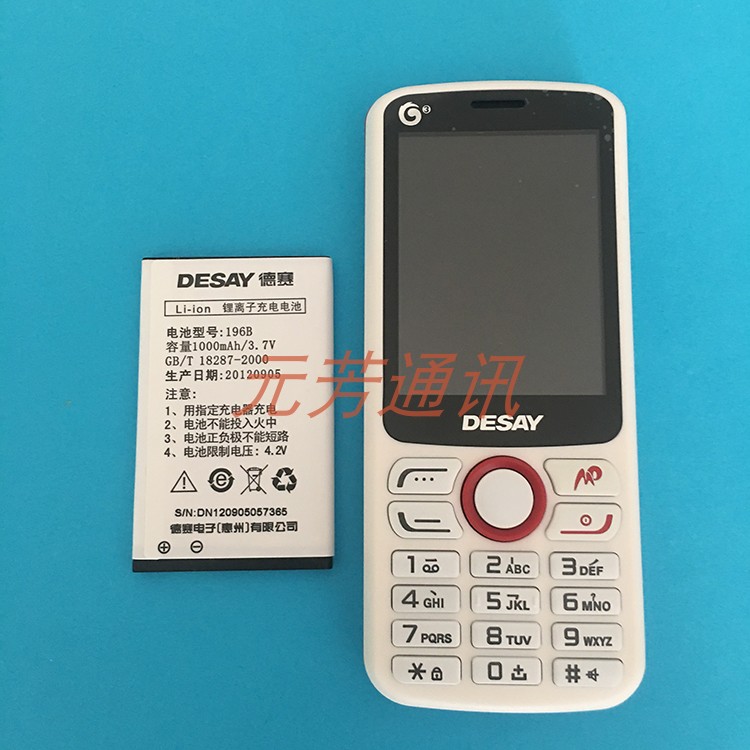 DESAY 德赛
Li-ion 锂离子充电电池
电池型号:196B
容量1000mAh/3.7V
GB/T 18287-2000
生产日期:20120905
注意:
1、用指定充电器充电
2、电池不能投入火中
3、电池正负极不能短路
4、电池限制电压:4.2V
S/N:DN120905057365
德赛电子(惠州)有限公司
元芳通讯
3
DESAY
1
2 ABC
3 DEF
4 GHI
5 JKL
6 MNO
7 PQRS
8 TUV
9 WXYZ
*
0
#